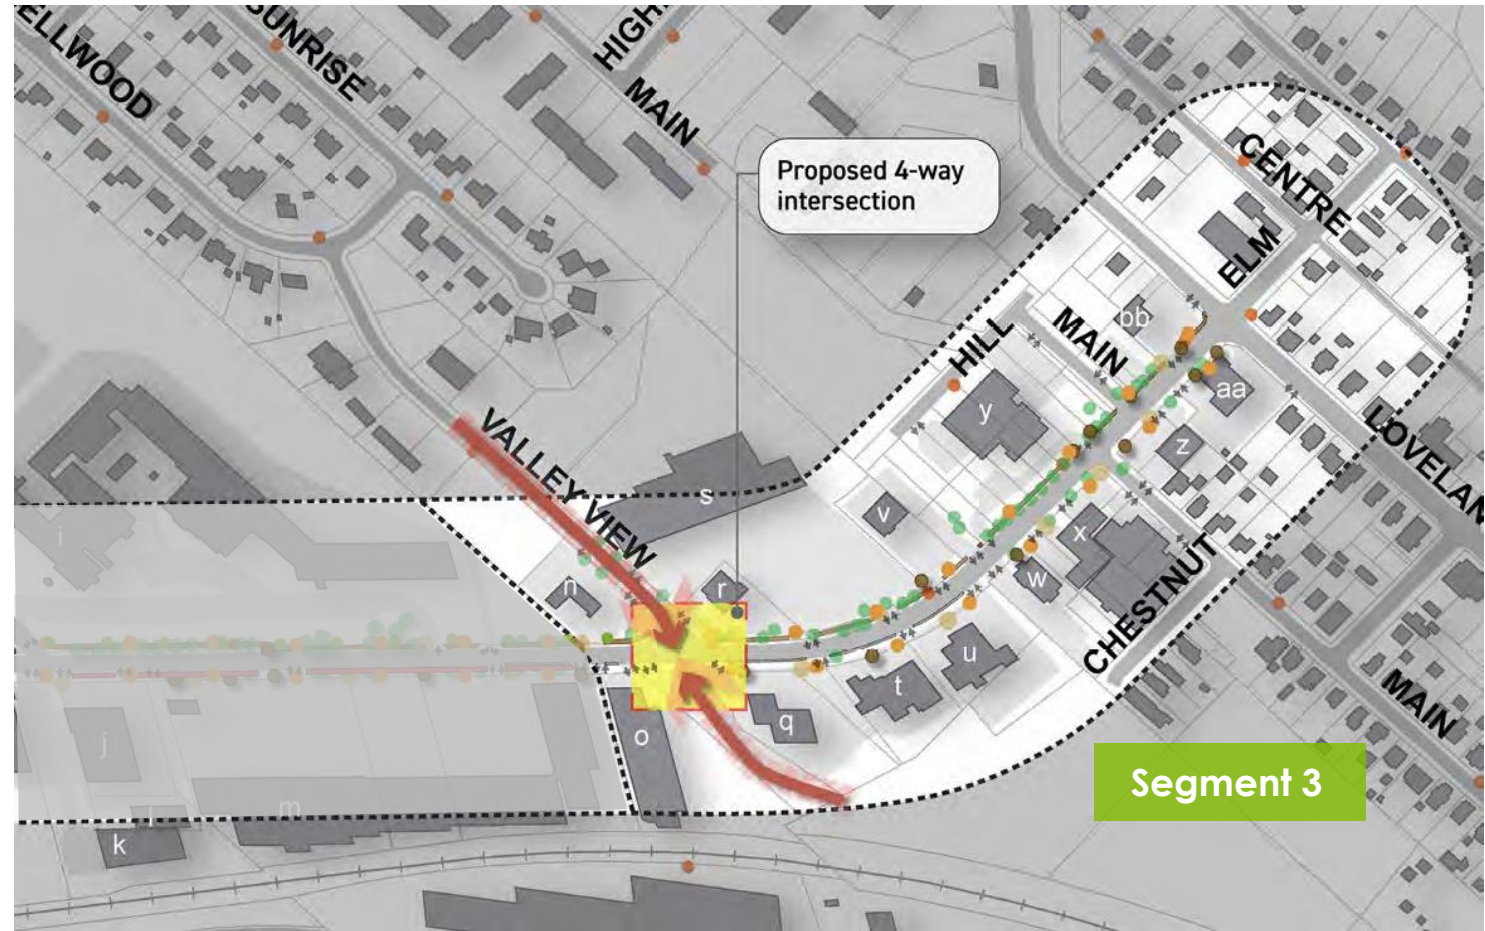 ELLWOOD
SUNRISE
HIGH
MAIN
Proposed 4-way
intersection
CENTRE
ELM
HILL
MAIN
bb
aa
LOVELAN
y
z
VALLEY VIEW
s
v
x
i
n
r
w
CHESTNUT
u
t
MAIN
j
o
q
Segment 3
l
m
k